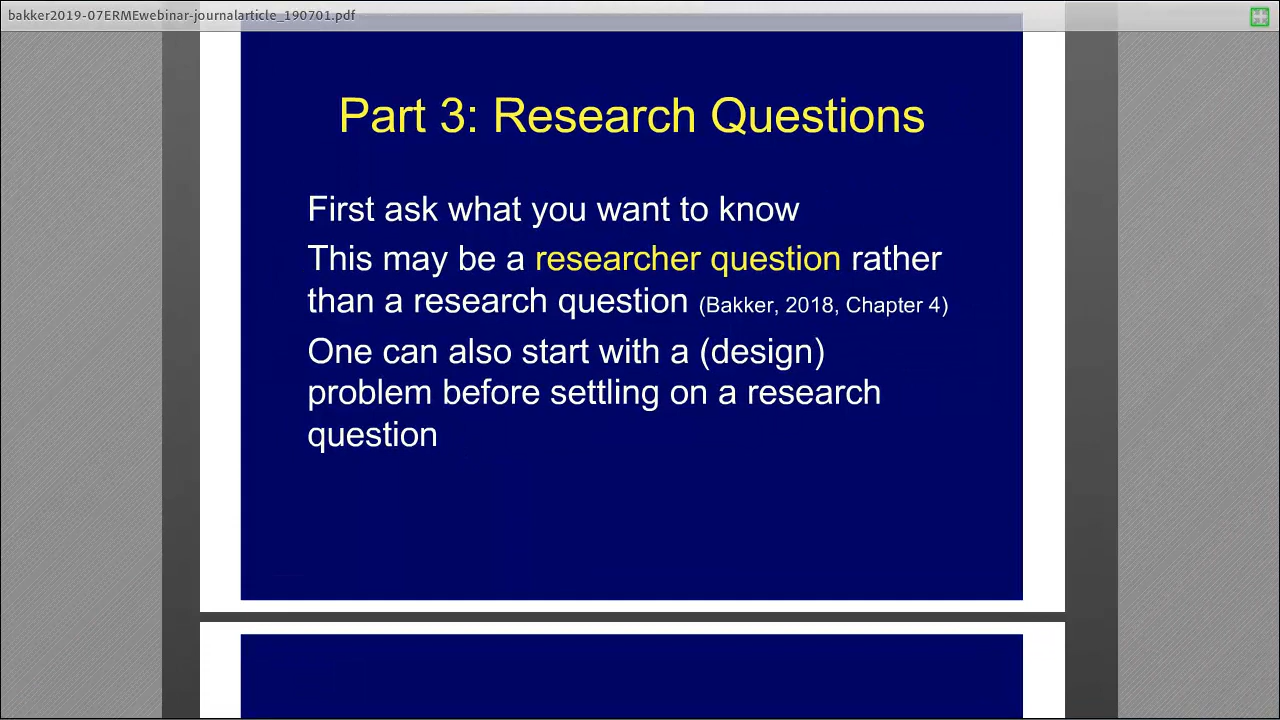 bakker2019-07ERMEwebinar-journalarticle_190701.pdf
Part 3: Research Questions
First ask what you want to know
This may be a researcher question rather
than a research question (Bakker, 2018, Chapter 4)
One can also start with a (design)
problem before settling on a research
question